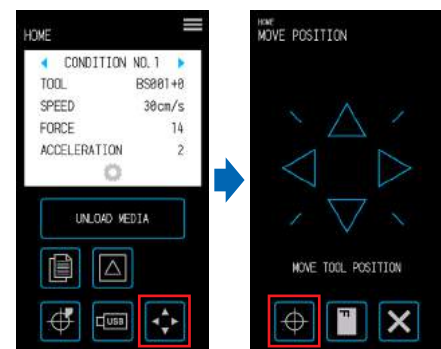 HOME
CONDITION NO.1
TOOL BS001+0
SPEED 30cm/s
FORCE 14
ACCELERATION 2
UNLOAD MEDIA
USB
HOME
MOVE POSITION
MOVE TOOL POSITION